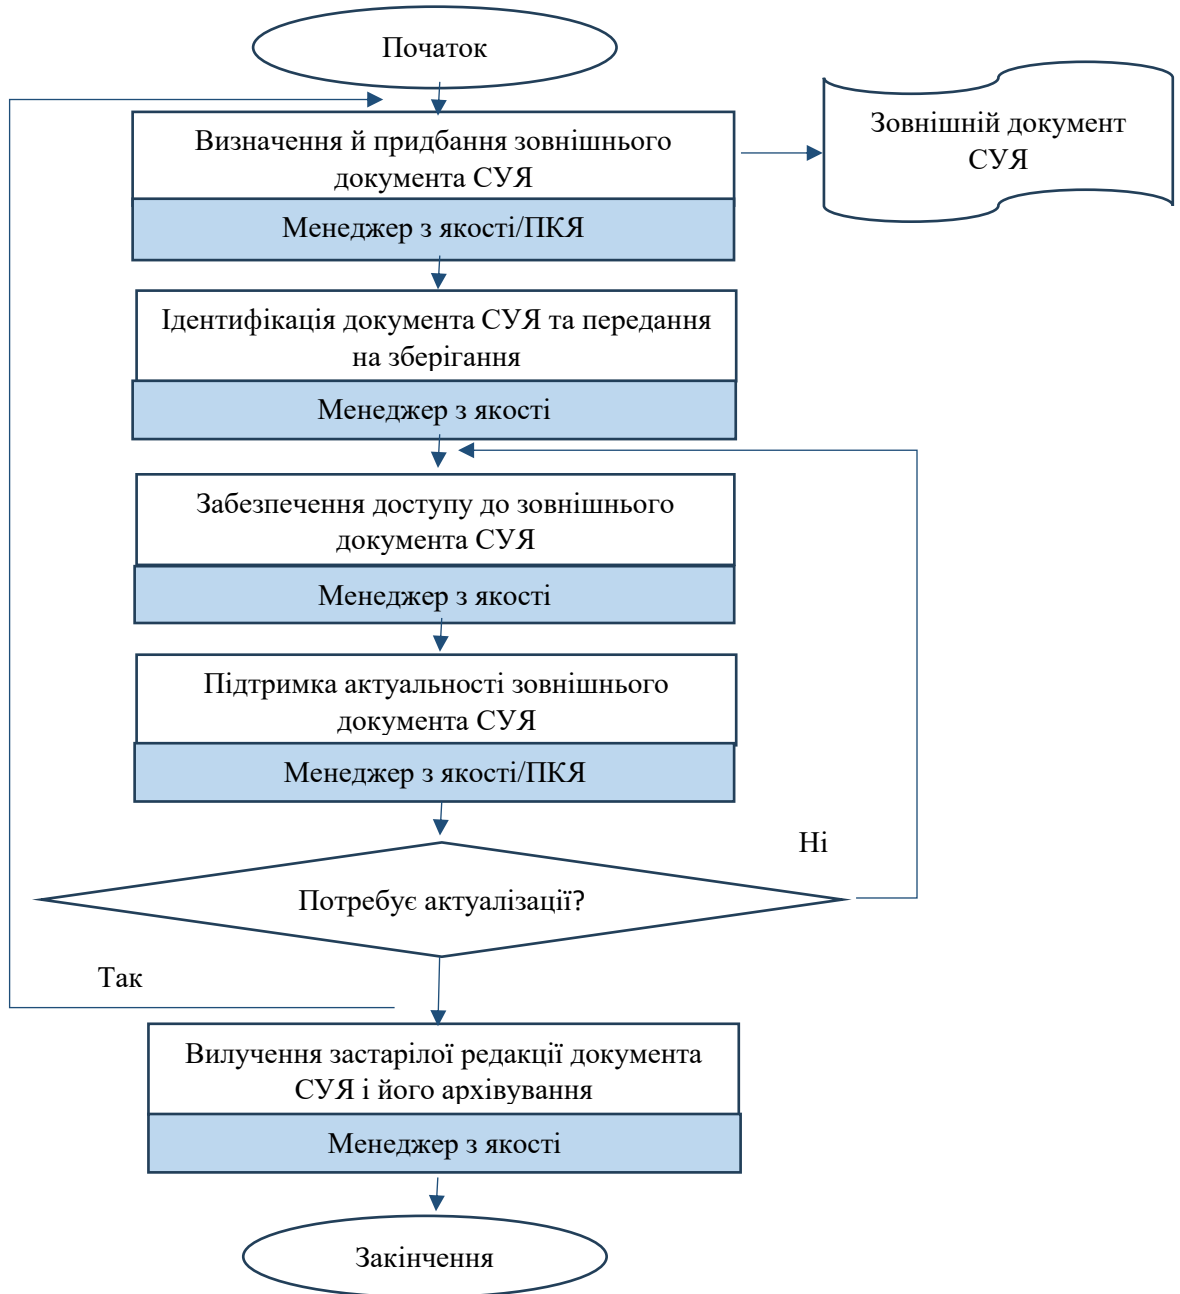 Початок
Зовнішній документ
СУЯ
Визначення й придбання зовнішнього
документа СУЯ
Менеджер з якості/ПКЯ
Ідентифікація документа СУЯ та передання
на зберігання
Менеджер з якості
Забезпечення доступу до зовнішнього
документа СУЯ
Менеджер з якості
Підтримка актуальності зовнішнього
документа СУЯ
Менеджер з якості/ПКЯ
Ні
Потребує актуалізації?
Так
Вилучення застарілої редакції документа
СУЯ і його архівування
Менеджер з якості
Закінчення